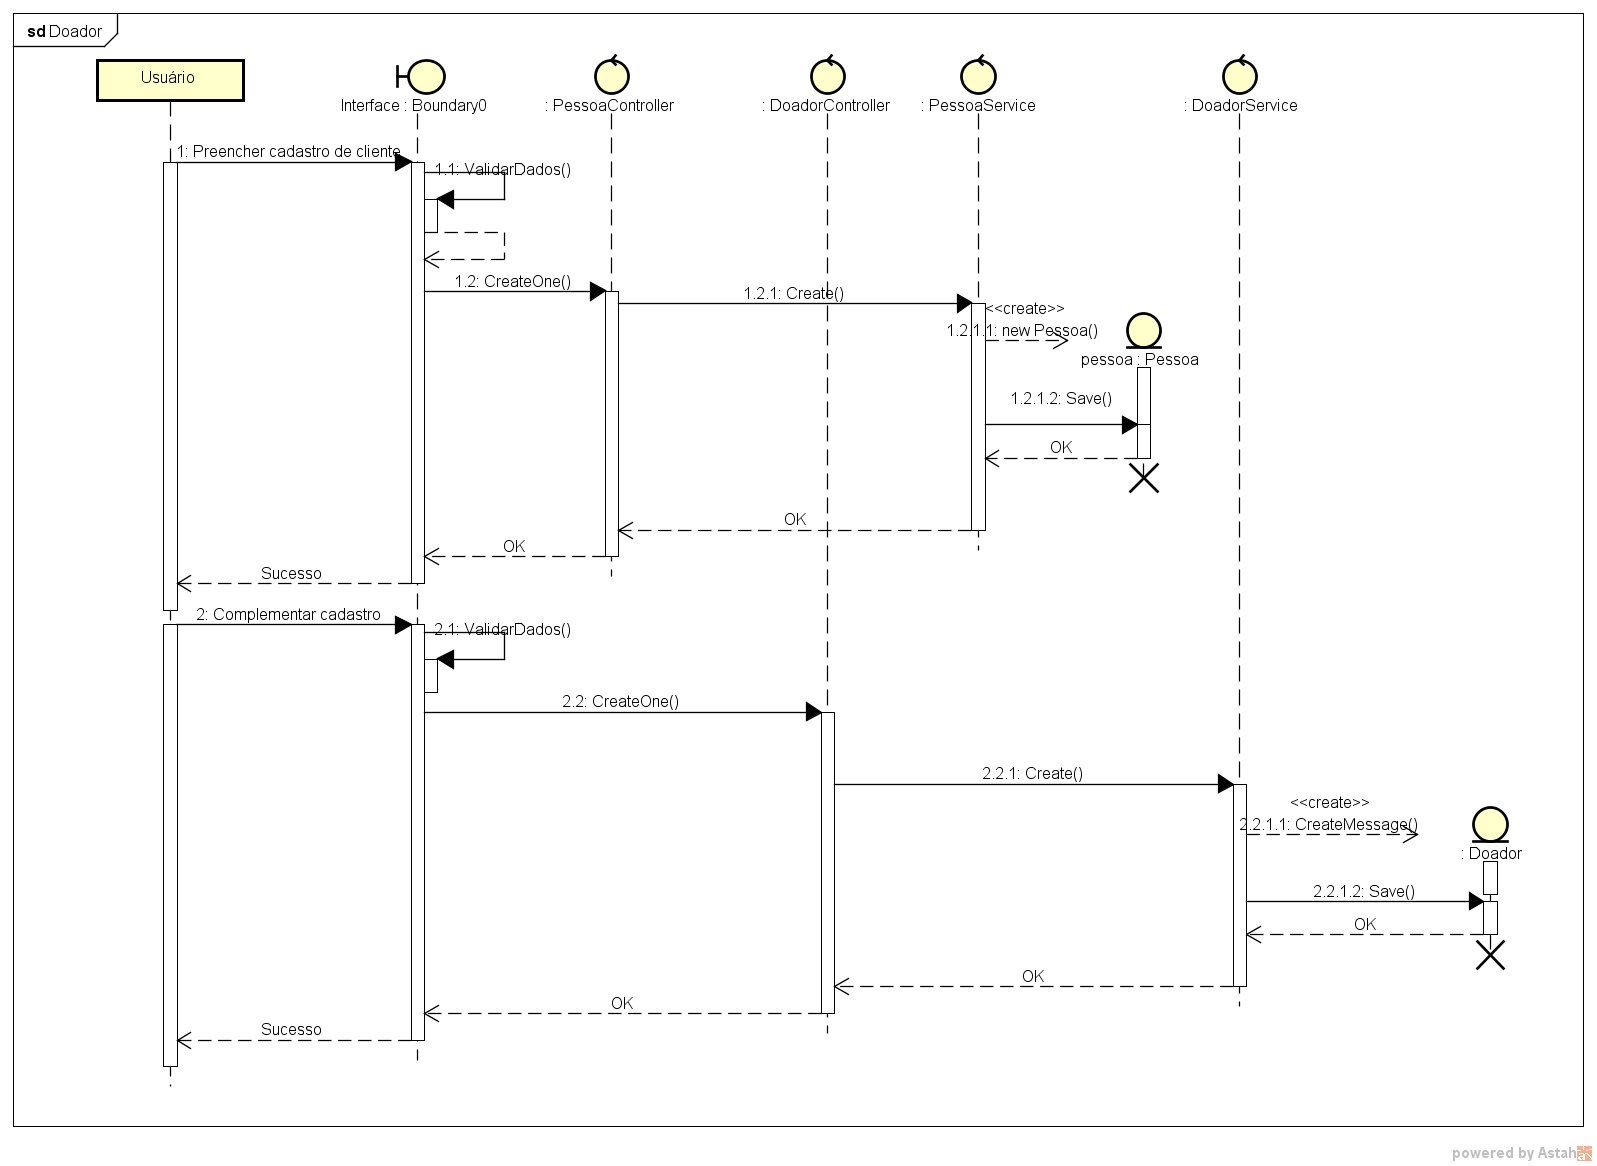 sd Doador
Usuário
Interface : Boundary0
: PessoaController
: DoadorController
: PessoaService
: DoadorService
1: Preencher cadastro de cliente
1.1: ValidarDados()
1.2: CreateOne()
1.2.1: Create()
<<create>>
1.2.1.1: new Pessoa()
pessoa : Pessoa
1.2.1.2: Save()
OK
OK
OK
Sucesso
2: Complementar cadastro
2.1: ValidarDados()
2.2: CreateOne()
2.2.1: Create()
<<create>>
2.2.1.1: CreateMessage()
: Doador
2.2.1.2: Save()
OK
OK
OK
Sucesso
powered by Astah